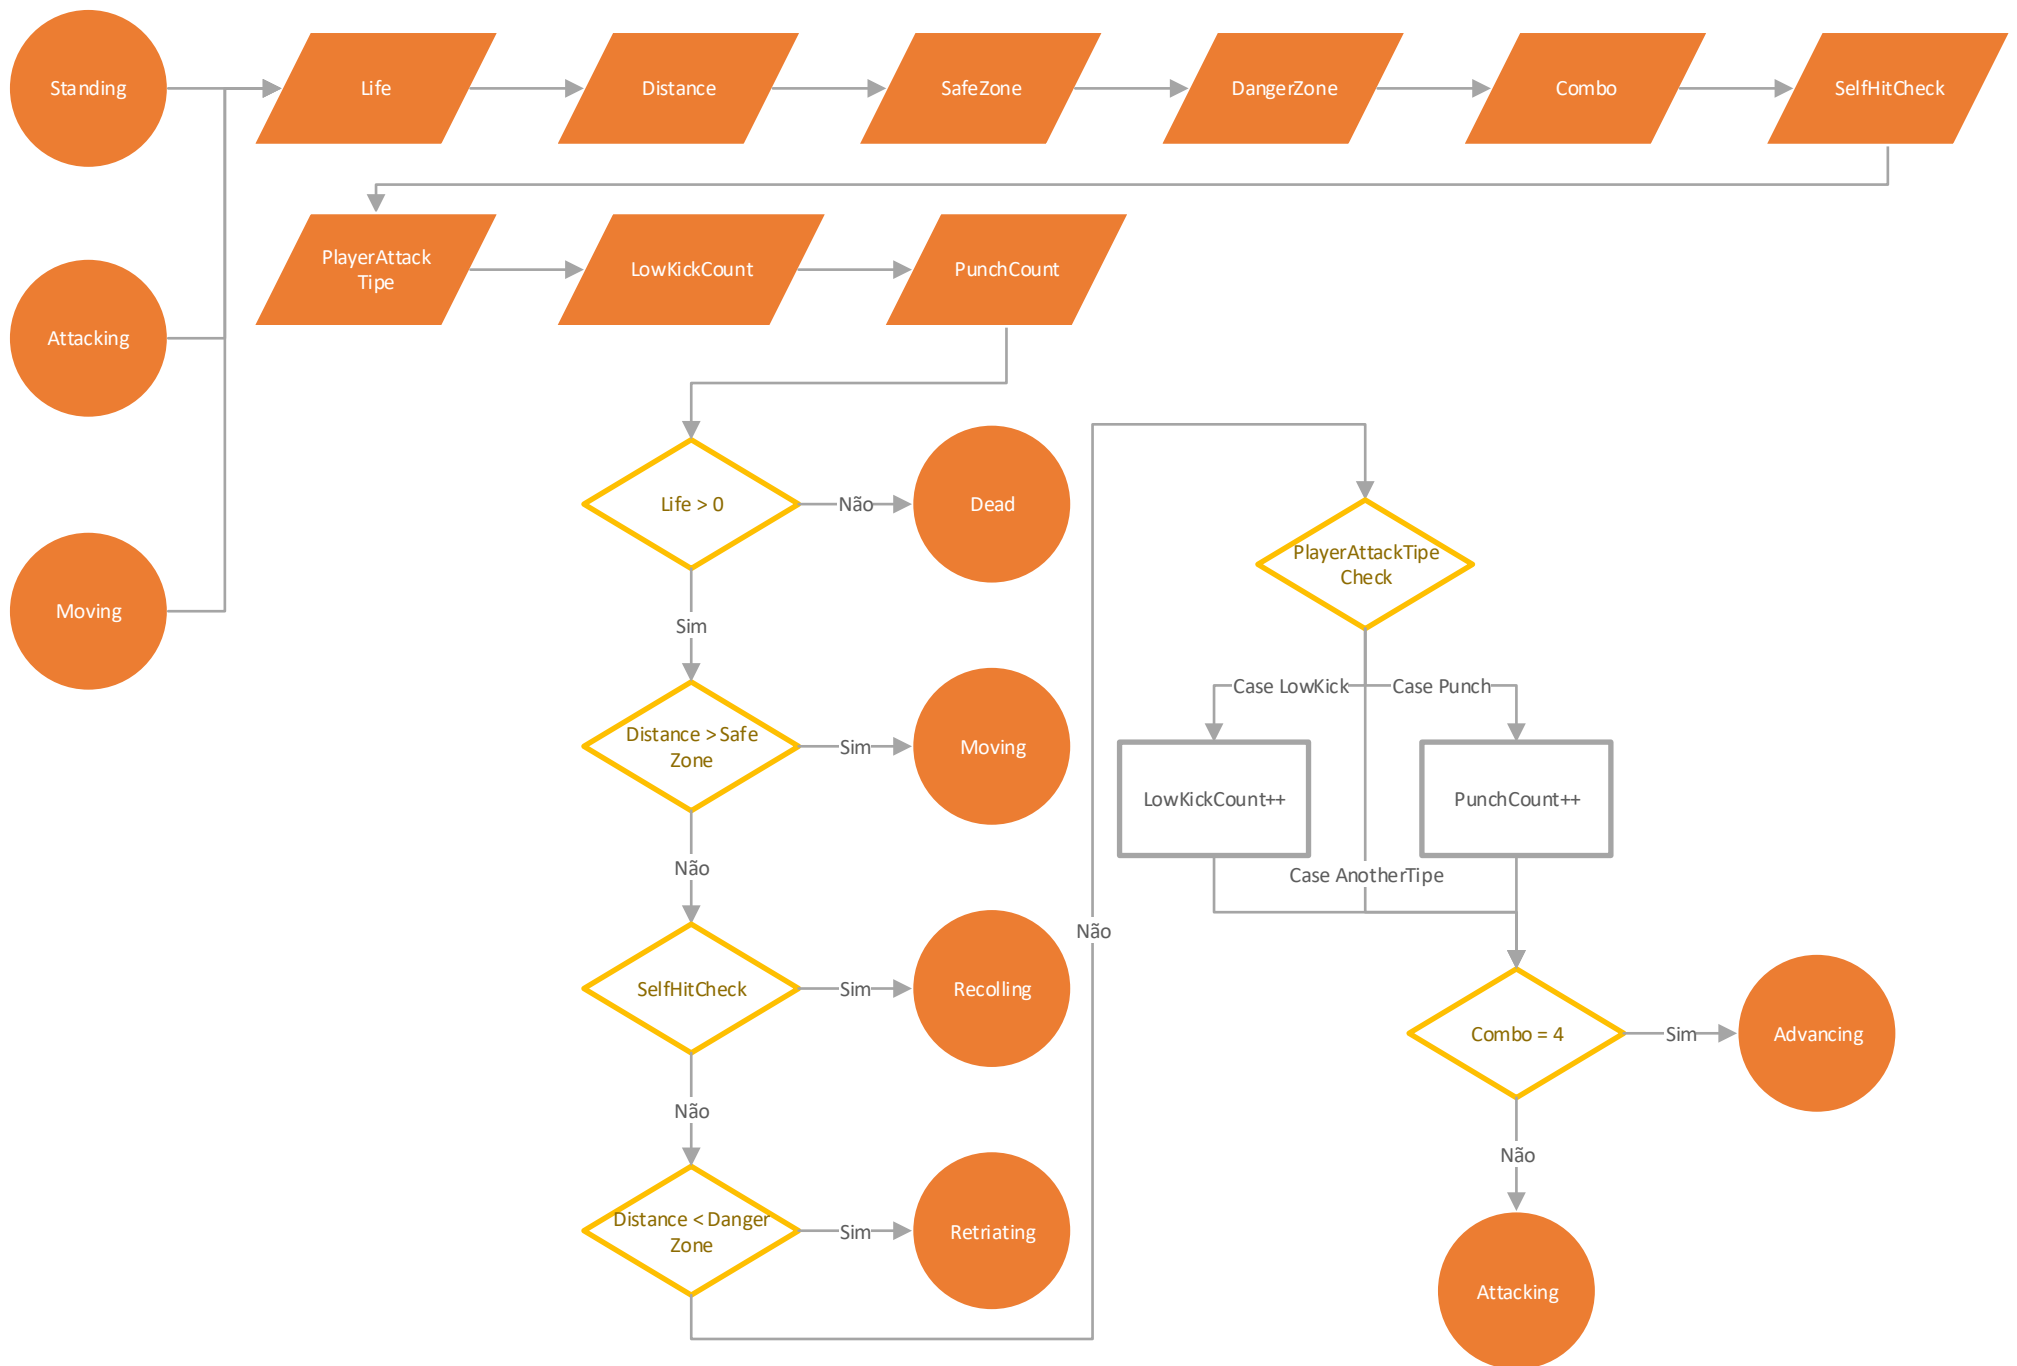 Standing
Life
Distance
SafeZone
DangerZone
Combo
SelfHitCheck
PlayerAttack
Tipe
LowKickCount
PunchCount
Attacking
Moving
Life > 0
Não
Dead
Sim
Distance > Safe
Zone
Sim
Moving
Não
SelfHitCheck
Sim
Recolling
Não
Distance < Danger
Zone
Sim
Retriating
Não
PlayerAttackTipe
Check
Case LowKick
Case Punch
LowKickCount++
PunchCount++
Case AnotherTipe
Combo = 4
Sim
Advancing
Não
Attacking